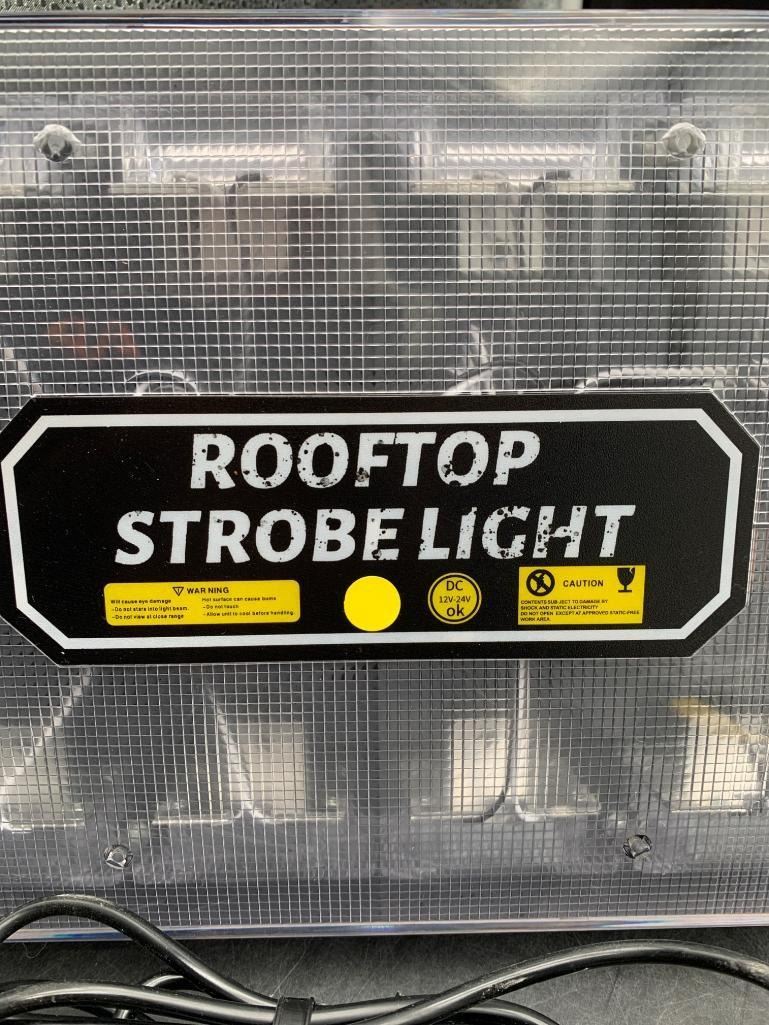 ROOFTOP
STROBE LIGHT
WARNING
Will cause eye damage
-Do not stare into light beam.
-Do not view at close range
Hot surface can cause burns
-Do not touch
-Allow unit to cool before handling.
DC
12V-24V
ok
CAUTION
CONTENTS SUBJECT TO DAMAGE BY
SHOCK AND STATIC ELECTRICITY
DO NOT OPEN EXCEPT AT APPROVED STATIC-FREE
WORK AREA